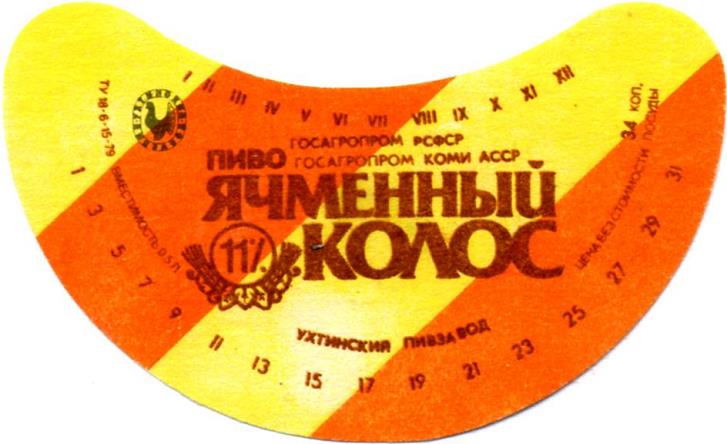 I II III IV V VI VII VIII IX X XI XII
ТУ 18-6-15-79
ГОСАГРОПРОМ РСФСР
ПИВО ГОСАГРОПРОМ КОМИ АССР
ЯЧМЕННЫЙ
КОЛОС
11%
ВМЕСТИМОСТЬ 0.5 Л
34 КОП.
ЦЕНА БЕЗ СТОИМОСТИ ПОСУДЫ
УХТИНСКИЙ ПИВЗАВОД
1 3 5 7 9 11 13 15 17 19 21 23 25 27 29 31